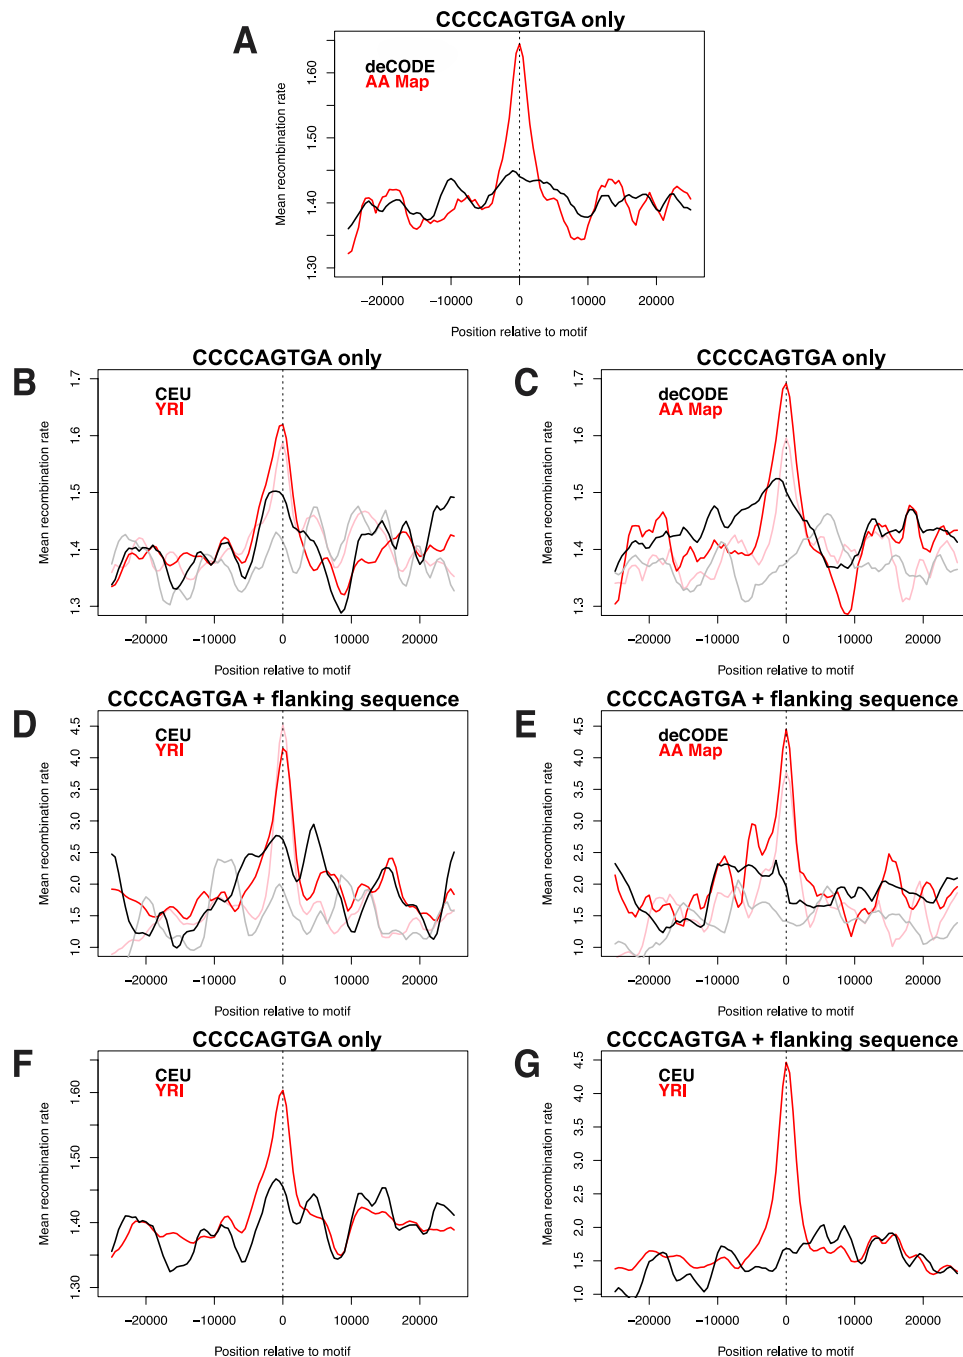 A
CCCCAGTGA only
deCODE
AA Map
Mean recombination rate
1.60
1.50
1.40
1.30
−20000 −10000 0 10000 20000
Position relative to motif
B
CCCCAGTGA only
CEU
YRI
Mean recombination rate
1.7
1.6
1.5
1.4
1.3
−20000 −10000 0 10000 20000
Position relative to motif
C
CCCCAGTGA only
deCODE
AA Map
Mean recombination rate
1.7
1.6
1.5
1.4
1.3
−20000 −10000 0 10000 20000
Position relative to motif
D
CCCCAGTGA + flanking sequence
CEU
YRI
Mean recombination rate
4.5
4.0
3.5
3.0
2.5
2.0
1.5
1.0
−20000 −10000 0 10000 20000
Position relative to motif
E
CCCCAGTGA + flanking sequence
deCODE
AA Map
Mean recombination rate
4.5
4.0
3.5
3.0
2.5
2.0
1.5
1.0
−20000 −10000 0 10000 20000
Position relative to motif
F
CCCCAGTGA only
CEU
YRI
Mean recombination rate
1.60
1.50
1.40
1.30
−20000 −10000 0 10000 20000
Position relative to motif
G
CCCCAGTGA + flanking sequence
CEU
YRI
Mean recombination rate
4.5
4.0
3.5
3.0
2.5
2.0
1.5
1.0
−20000 −10000 0 10000 20000
Position relative to motif